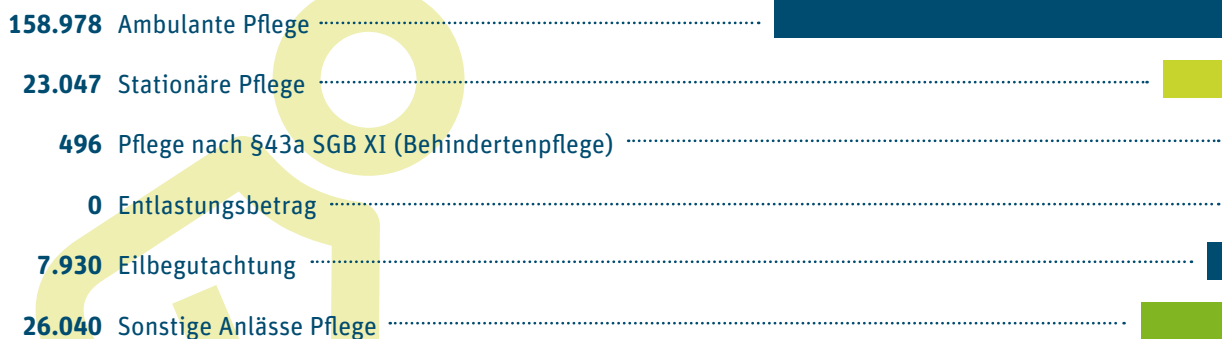 158.978 Ambulante Pflege
23.047 Stationäre Pflege
496 Pflege nach §43a SGB XI (Behindertenpflege)
0 Entlastungsbetrag
7.930 Eilbegutachtung
26.040 Sonstige Anlässe Pflege